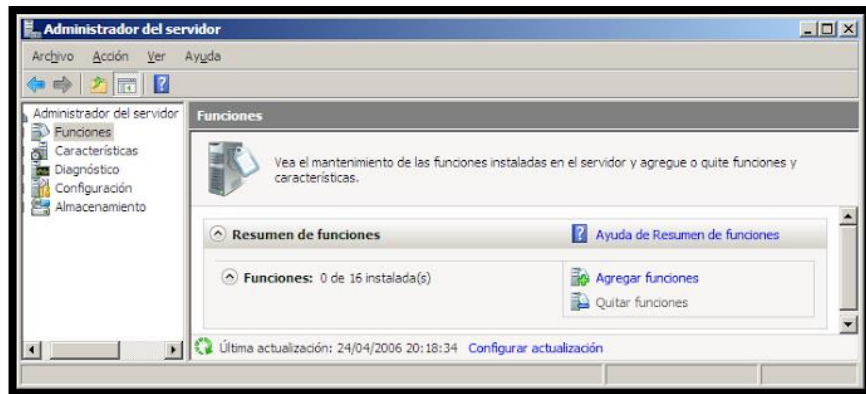 Administrador del servidor
Archivo Acción Ver Ayuda
Administrador del servidor
Funciones
Características
Diagnóstico
Configuración
Almacenamiento
Funciones
Vea el mantenimiento de las funciones instaladas en el servidor y agregue o quite funciones y
características.
Resumen de funciones
Ayuda de Resumen de funciones
Funciones: 0 de 16 instalada(s)
Agregar funciones
Quitar funciones
Última actualización: 24/04/2006 20:18:34 Configurar actualización